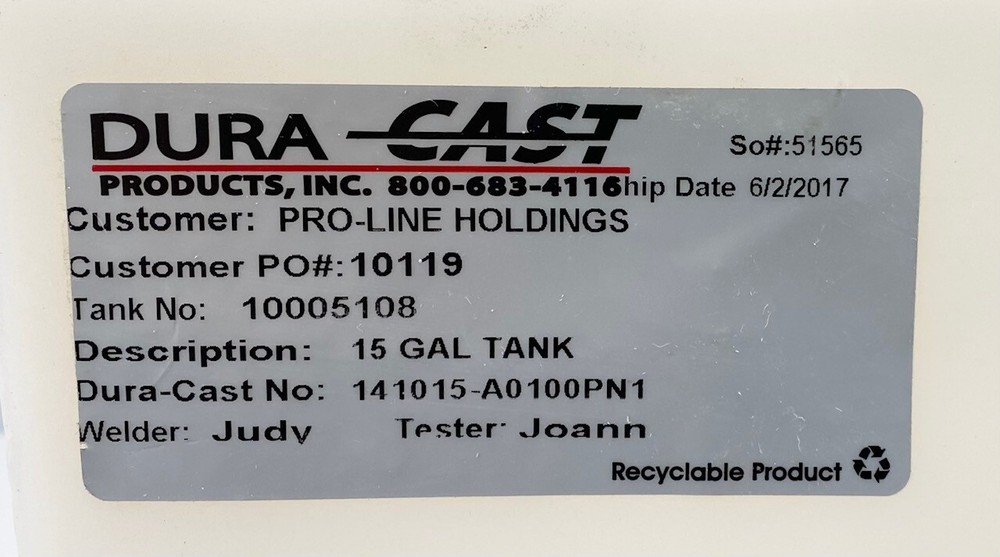 DURA CAST
So#:51565
PRODUCTS, INC. 800-683-4116hip Date 6/2/2017
Customer: PRO-LINE HOLDINGS
Customer PO#: 10119
Tank No: 10005108
Description: 15 GAL TANK
Dura-Cast No: 141015-A0100PN1
Welder: Judy Tester: Joann
Recyclable Product